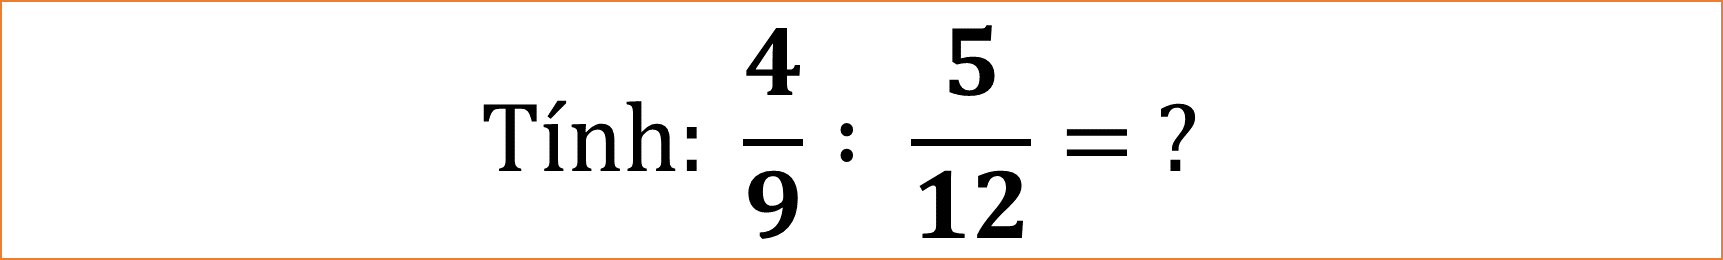 Tính: 4/9 : 5/12 = ?